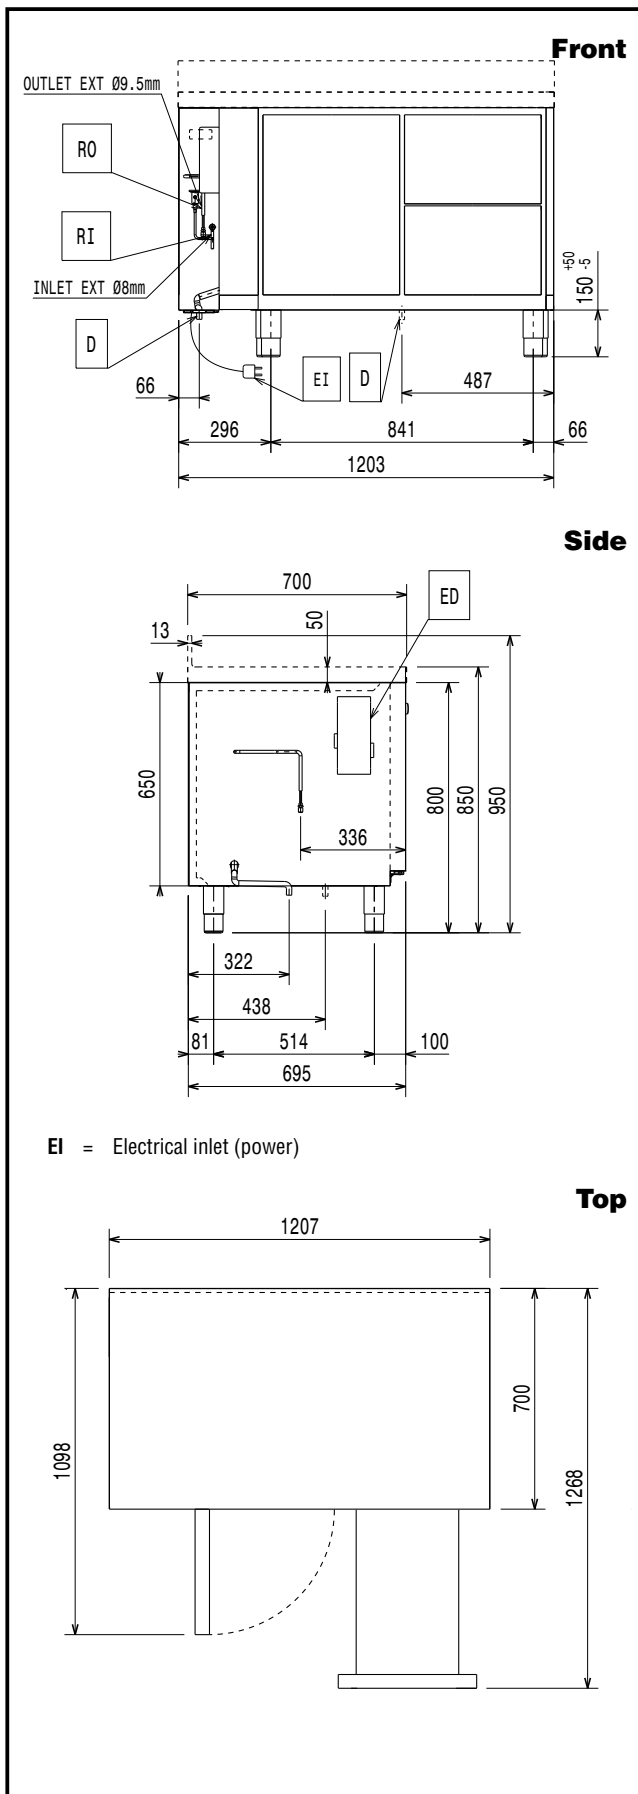 Front
OUTLET EXT Ø9.5mm
RO
RI
INLET EXT Ø8mm
D
EI
D
150 +50 -5
66
487
296
841
66
1203
Side
700
ED
50
13
650
336
800
850
950
322
438
81
514
100
695
EI = Electrical inlet (power)
Top
1207
1098
700
1268